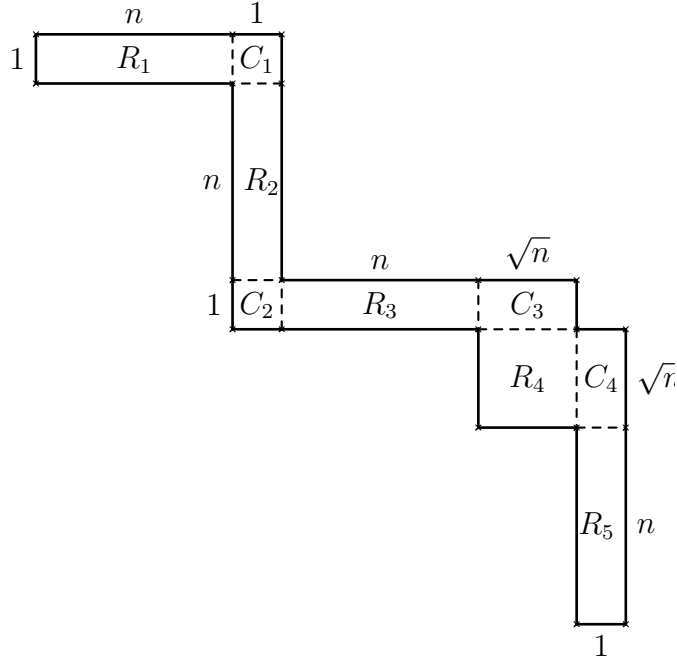 n 1
1 R₁ C₁
n R₂
n √n
1 C₂ R₃ C₃
R₄ C₄ √n
R₅ n
1